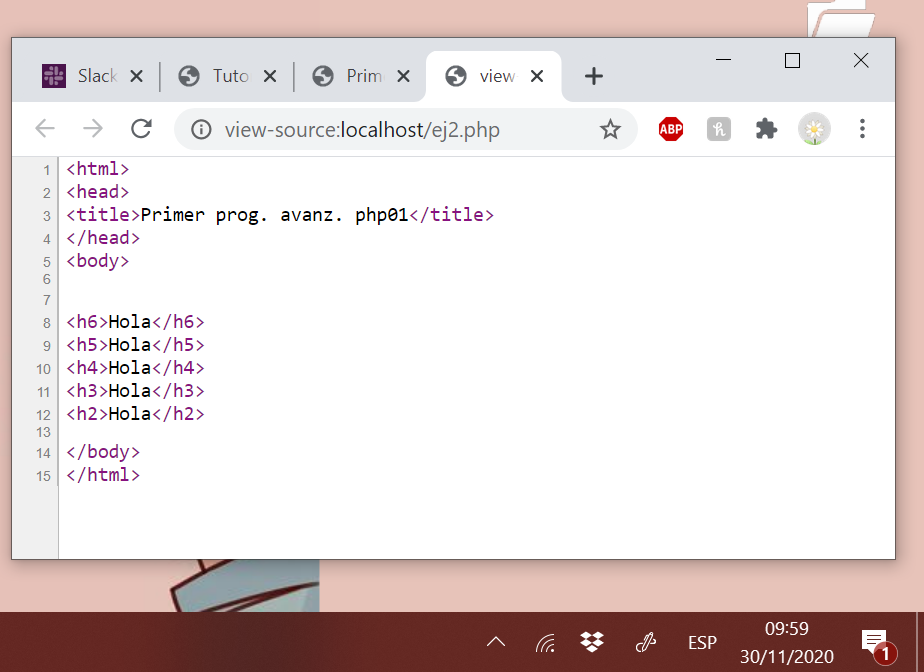 Slack Tuto Prim view
view-source:localhost/ej2.php ABP h
1 <html>
2 <head>
3 <title>Primer prog. avanz. php01</title>
4 </head>
5 <body>
6
7
8 <h6>Hola</h6>
9 <h5>Hola</h5>
10 <h4>Hola</h4>
11 <h3>Hola</h3>
12 <h2>Hola</h2>
13
14 </body>
15 </html>
09:59
ESP
30/11/2020
1